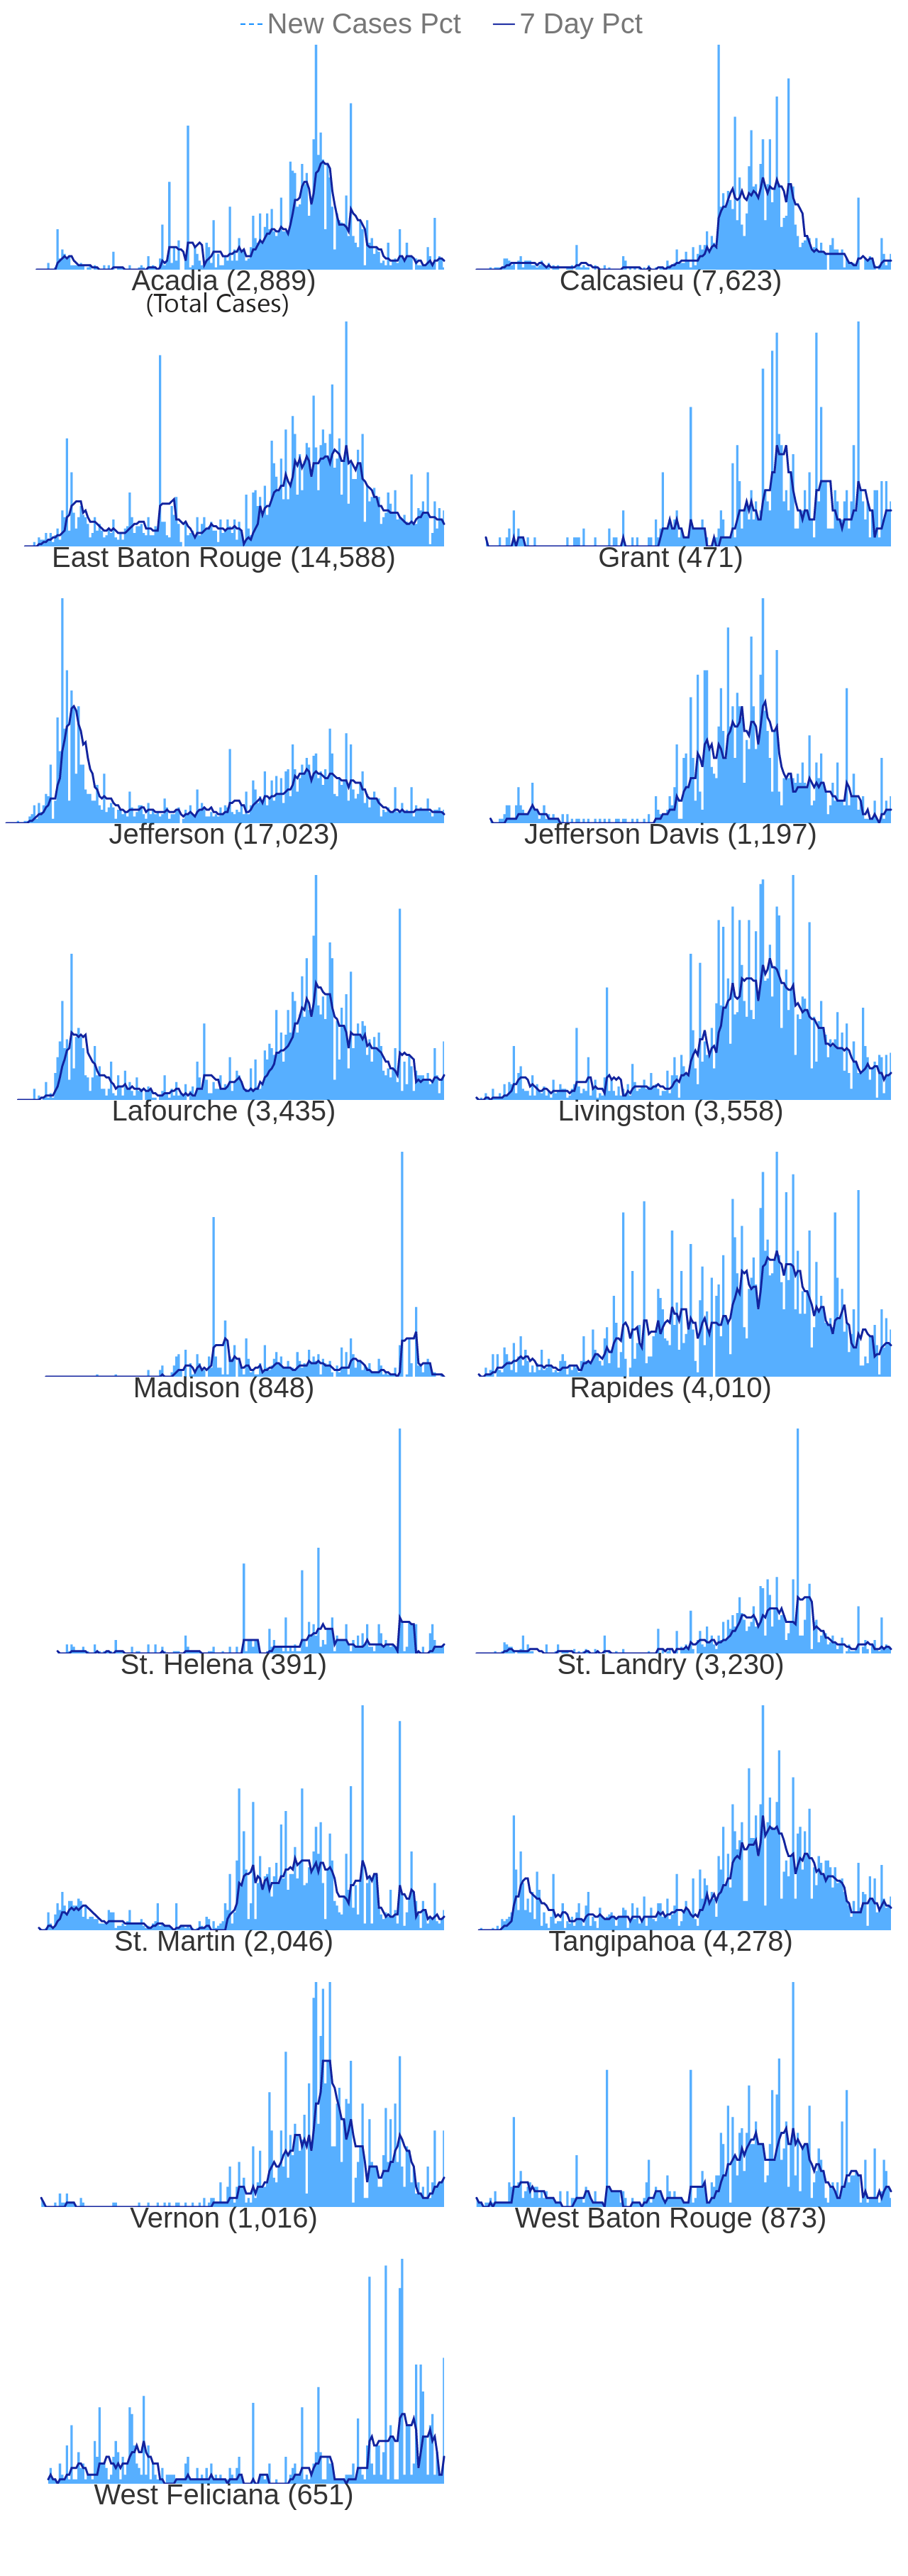 New Cases Pct 7 Day Pct
Acadia (2,889) Calcasieu (7,623)
(Total Cases)
East Baton Rouge (14,588) Grant (471)
Jefferson (17,023) Jefferson Davis (1,197)
Lafourche (3,435) Livingston (3,558)
Madison (848) Rapides (4,010)
St. Helena (391) St. Landry (3,230)
St. Martin (2,046) Tangipahoa (4,278)
Vernon (1,016) West Baton Rouge (873)
West Feliciana (651)